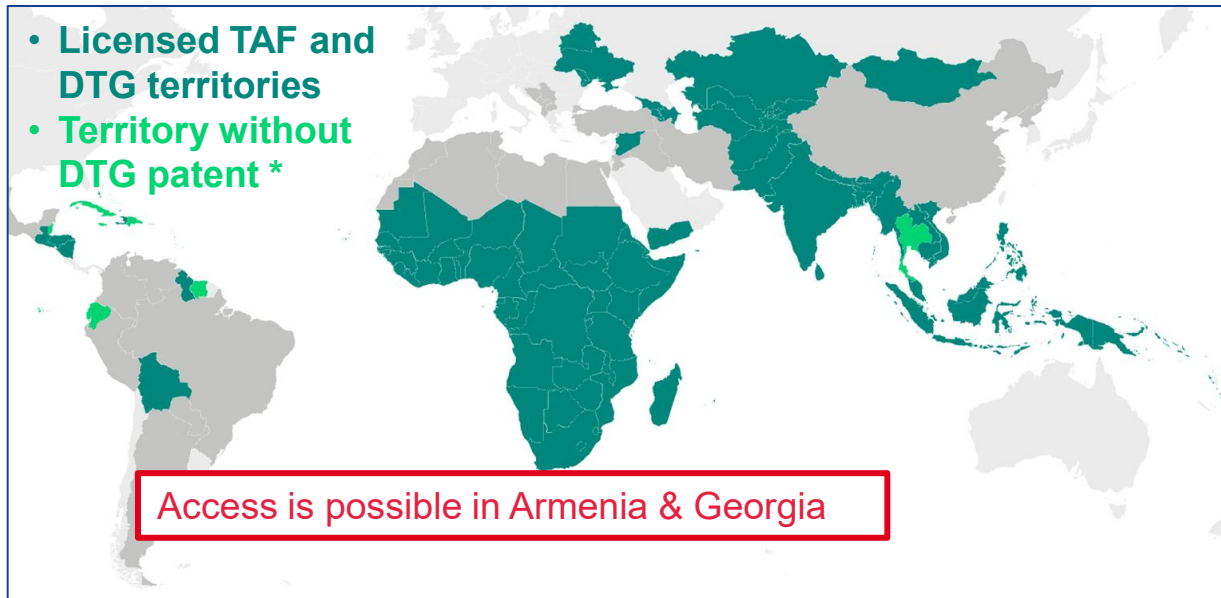 • Licensed TAF and
DTG territories
• Territory without
DTG patent *
Access is possible in Armenia & Georgia